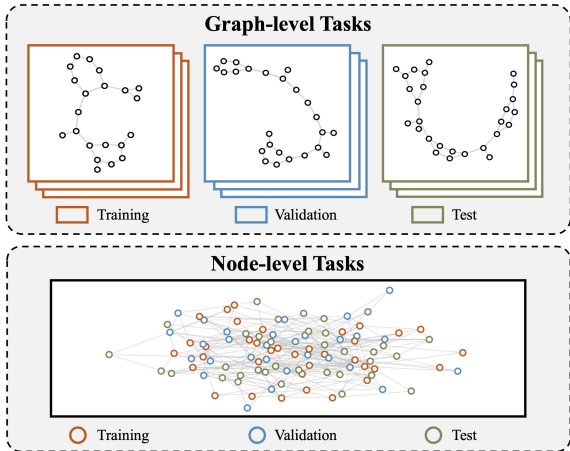 Graph-level Tasks
Training Validation Test
Node-level Tasks
Training Validation Test